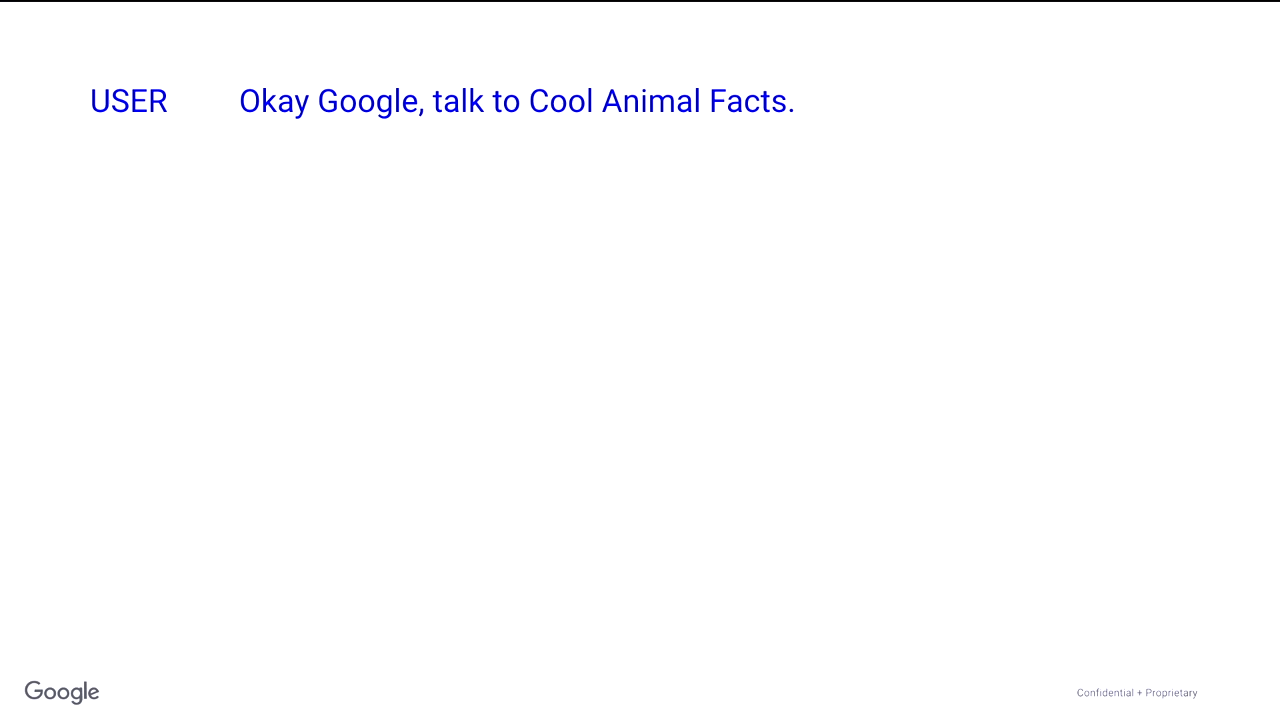 USER Okay Google, talk to Cool Animal Facts.
Google
Confidential + Proprietary